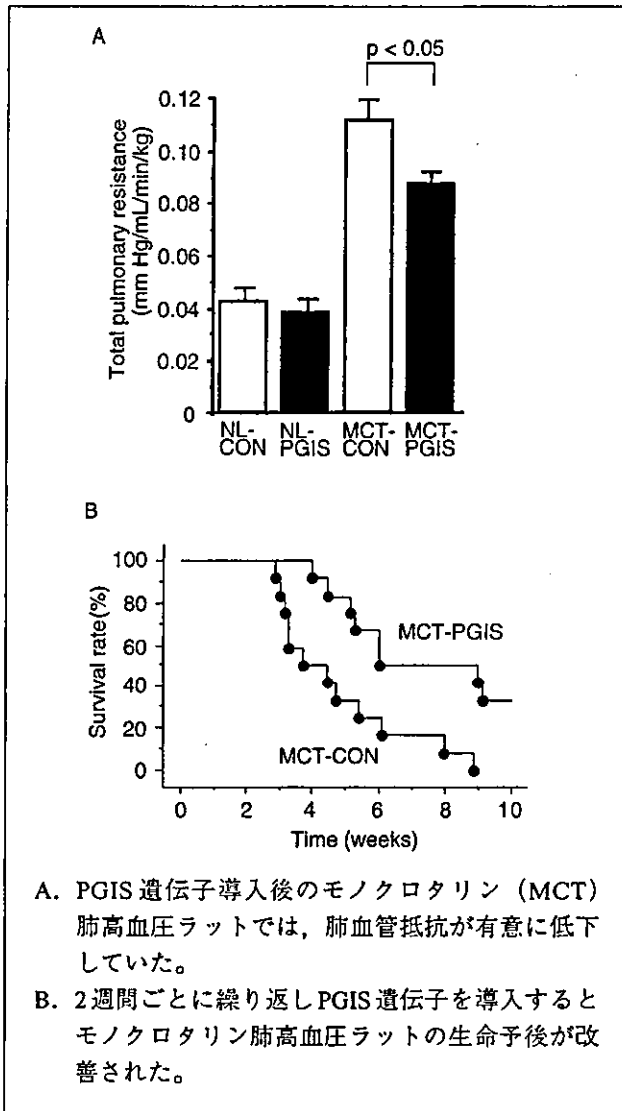 A
p < 0.05
Total pulmonary resistance
(mm Hg/mL/min/kg)
0.12
0.10
0.08
0.06
0.04
0.02
0
NL-
CON
NL-
PGIS
MCT-
CON
MCT-
PGIS
B
Survival rate(%)
100
80
60
40
20
0
MCT-PGIS
MCT-CON
0 2 4 6 8 10
Time (weeks)
A. PGIS遺伝子導入後のモノクロタリン(MCT)
肺高血圧ラットでは,肺血管抵抗が有意に低下
していた。
B. 2週間ごとに繰り返しPGIS遺伝子を導入すると
モノクロタリン肺高血圧ラットの生命予後が改
善された。